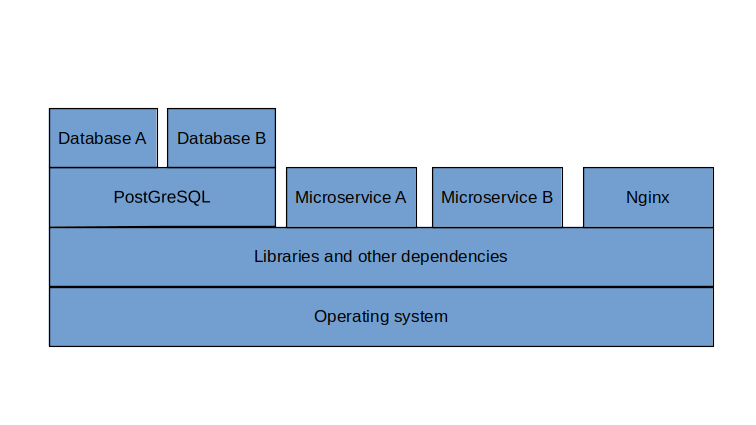 Database A
Database B
PostGreSQL
Microservice A
Microservice B
Nginx
Libraries and other dependencies
Operating system